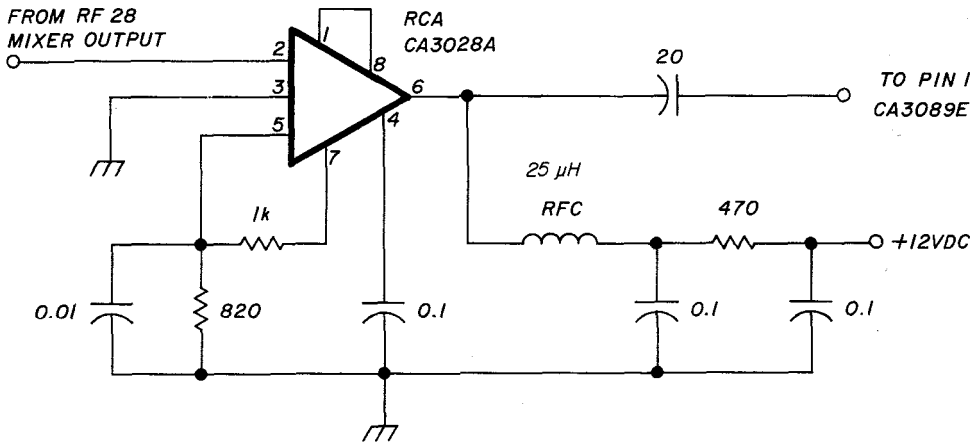 FROM RF 28
MIXER OUTPUT
RCA
CA3028A
1
8
2
3
5
6
4
7
20
TO PIN 1
CA3089E
25 µH
RFC
1k
470
+12VDC
0.01
820
0.1
0.1
0.1